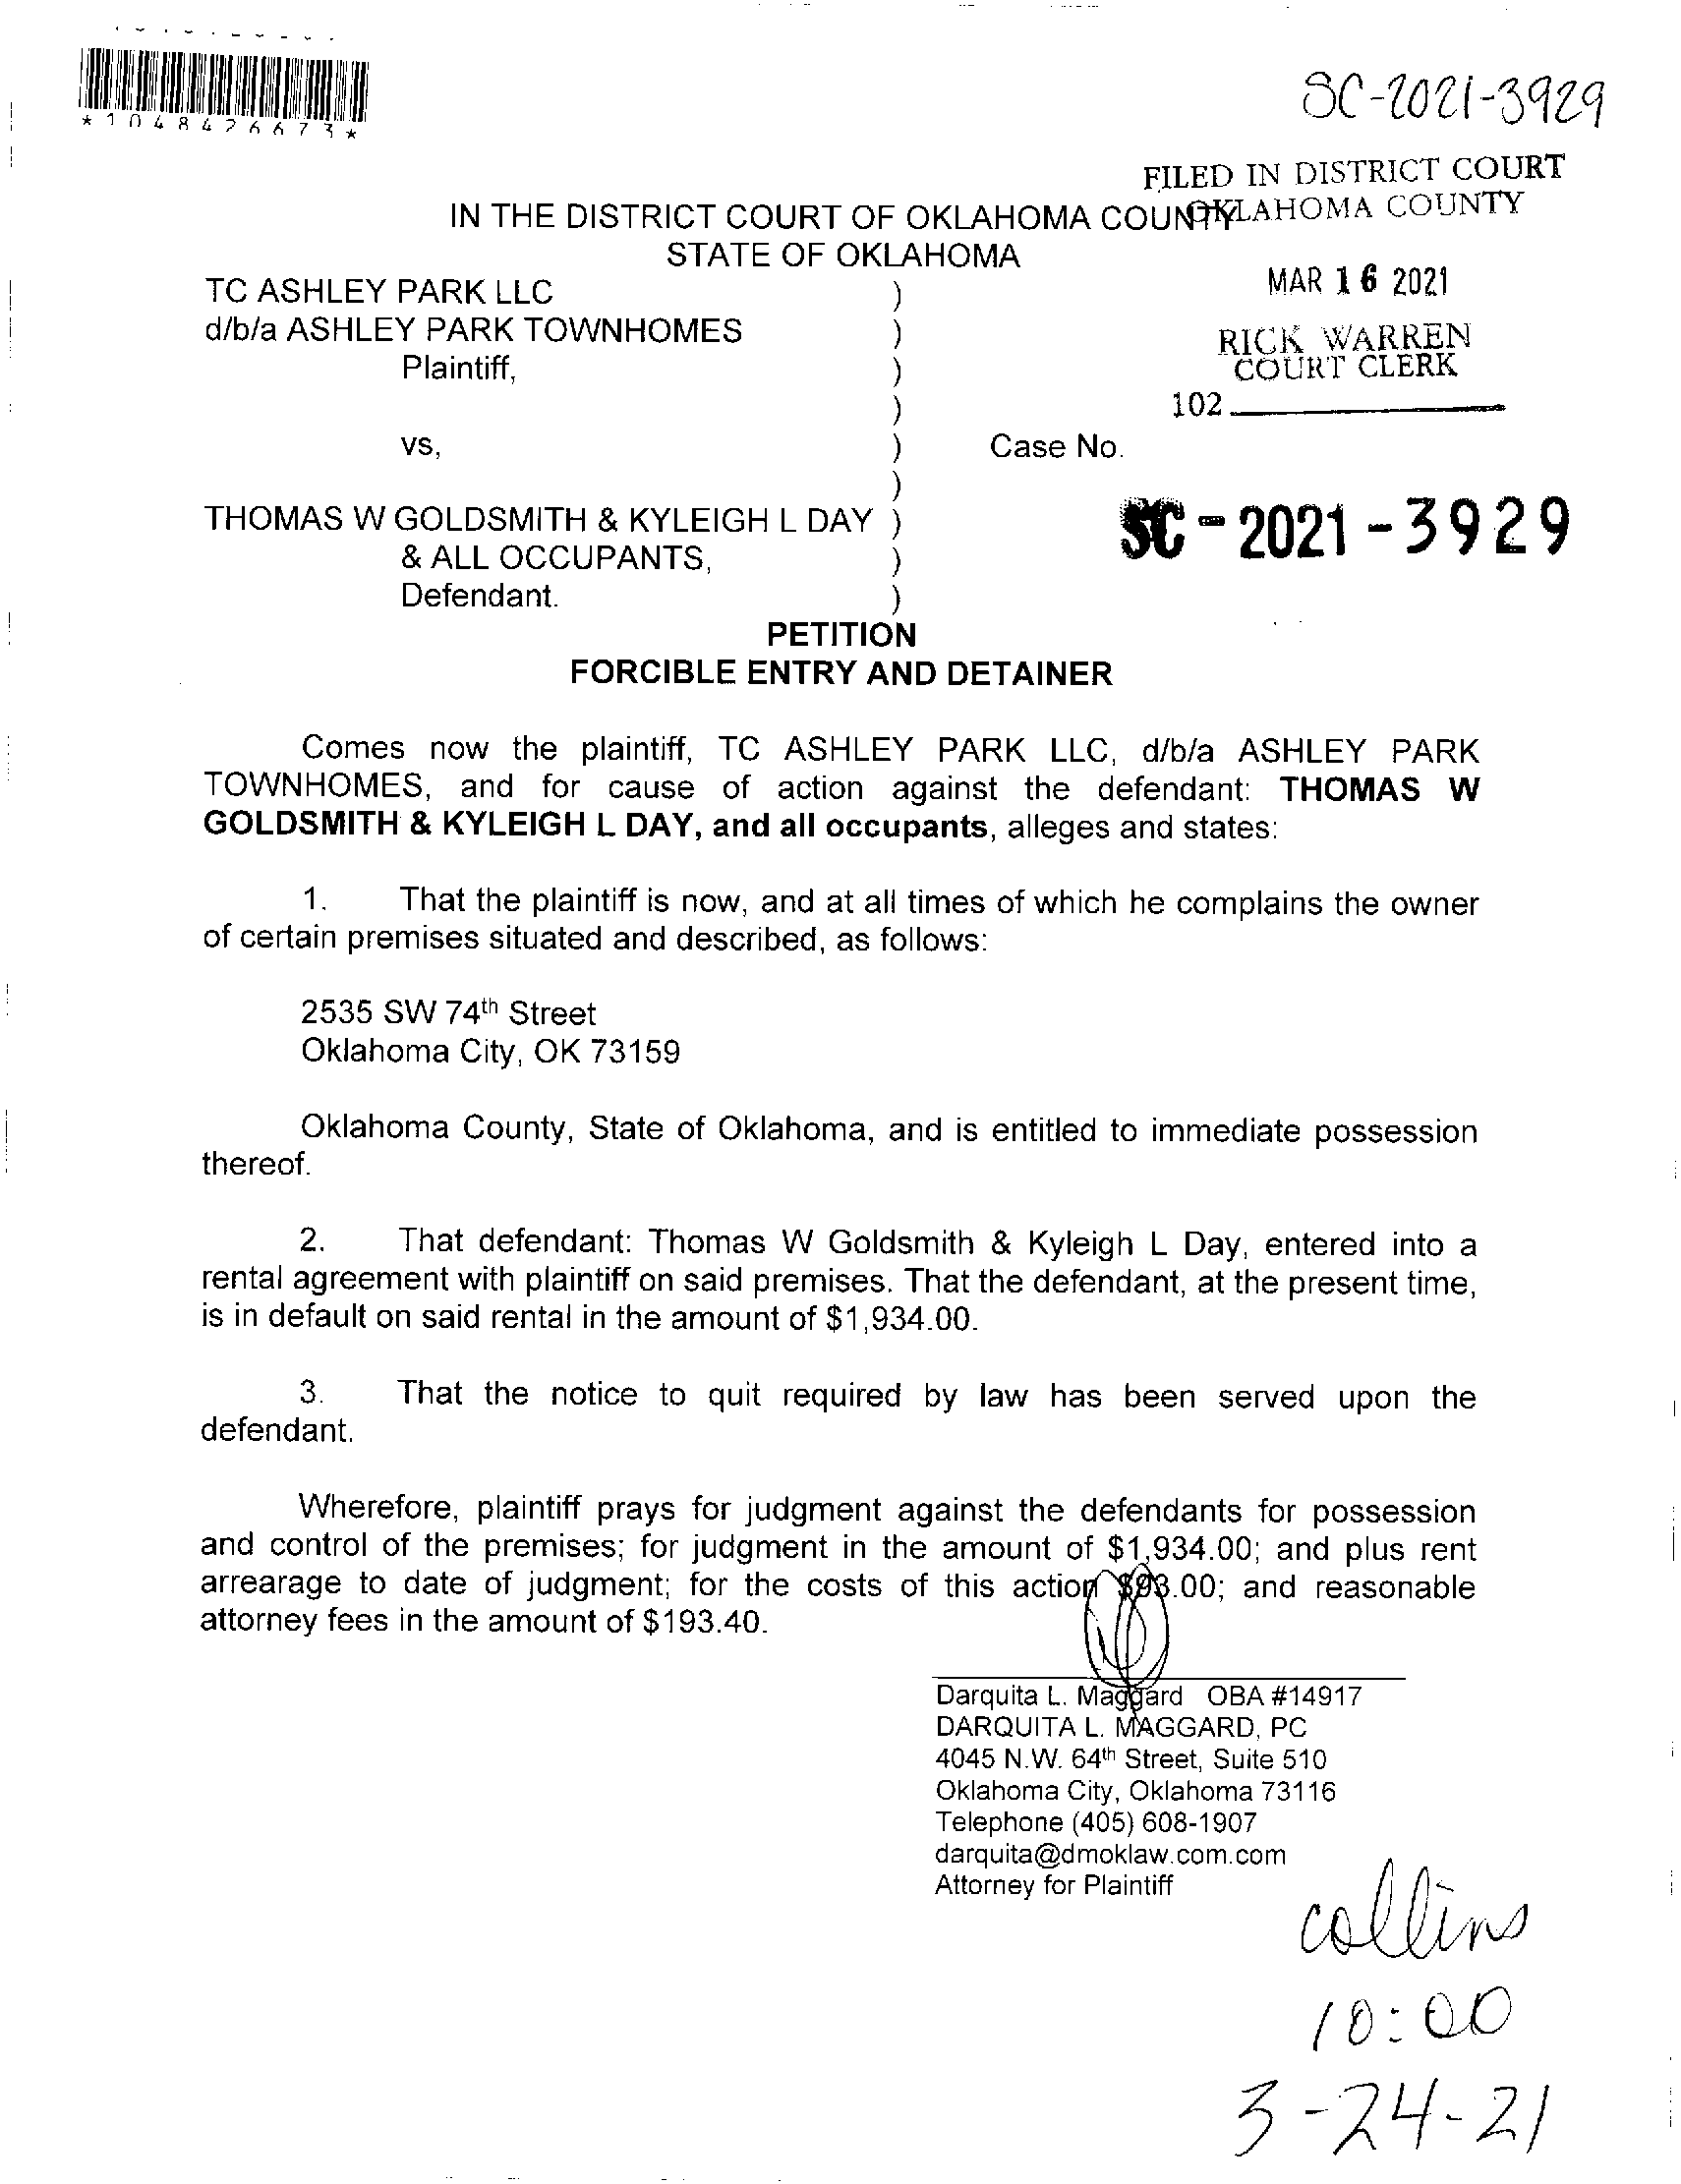 *1048426673*
SC-2021-3929
FILED IN DISTRICT COURT
OKLAHOMA COUNTY
IN THE DISTRICT COURT OF OKLAHOMA COUNTY
STATE OF OKLAHOMA
MAR 16 2021
TC ASHLEY PARK LLC )
d/b/a ASHLEY PARK TOWNHOMES )
RICK WARREN
COURT CLERK
Plaintiff, )
)
102
vs, ) Case No.
)
THOMAS W GOLDSMITH & KYLEIGH L DAY ) SC-2021-3929
& ALL OCCUPANTS, )
Defendant. )
PETITION
FORCIBLE ENTRY AND DETAINER
Comes now the plaintiff, TC ASHLEY PARK LLC, d/b/a ASHLEY PARK
TOWNHOMES, and for cause of action against the defendant: THOMAS W
GOLDSMITH & KYLEIGH L DAY, and all occupants, alleges and states:
1. That the plaintiff is now, and at all times of which he complains the owner
of certain premises situated and described, as follows:
2535 SW 74th Street
Oklahoma City, OK 73159
Oklahoma County, State of Oklahoma, and is entitled to immediate possession
thereof.
2. That defendant: Thomas W Goldsmith & Kyleigh L Day, entered into a
rental agreement with plaintiff on said premises. That the defendant, at the present time,
is in default on said rental in the amount of $1,934.00.
3. That the notice to quit required by law has been served upon the
defendant.
Wherefore, plaintiff prays for judgment against the defendants for possession
and control of the premises; for judgment in the amount of $1,934.00; and plus rent
arrearage to date of judgment; for the costs of this action $93.00; and reasonable
attorney fees in the amount of $193.40.
Darquita L. Maggard OBA #14917
DARQUITA L. MAGGARD, PC
4045 N.W. 64th Street, Suite 510
Oklahoma City, Oklahoma 73116
Telephone (405) 608-1907
darquita@dmoklaw.com.com
Attorney for Plaintiff
collins
10:00
3-24-21